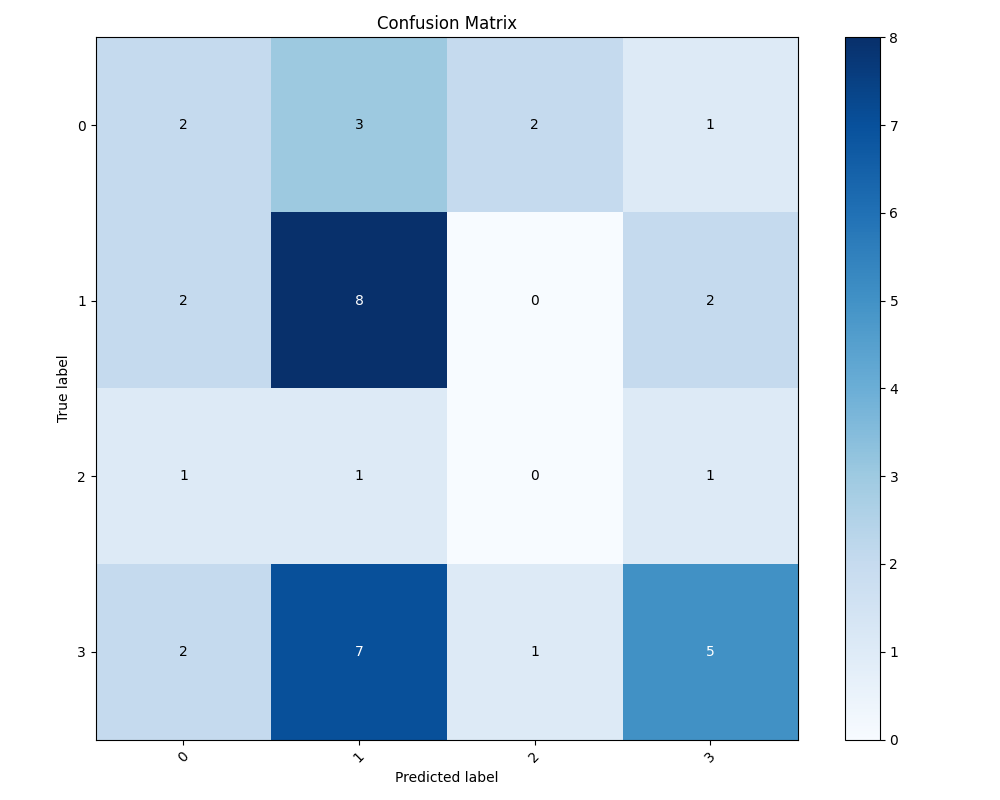 Confusion Matrix
0 2 3 2 1
1 2 8 0 2
2 1 1 0 1
3 2 7 1 5
0 1 2 3
True label
Predicted label
8
7
6
5
4
3
2
1
0